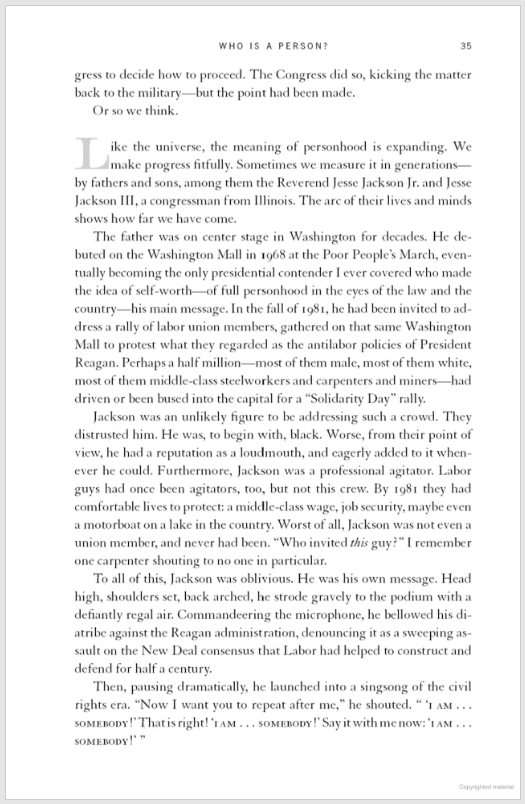 WHO IS A PERSON? 35
gress to decide how to proceed. The Congress did so, kicking the matter
back to the military—but the point had been made.
Or so we think.
Like the universe, the meaning of personhood is expanding. We
make progress fitfully. Sometimes we measure it in generations—
by fathers and sons, among them the Reverend Jesse Jackson Jr. and Jesse
Jackson III, a congressman from Illinois. The arc of their lives and minds
shows how far we have come.
The father was on center stage in Washington for decades. He de-
buted on the Washington Mall in 1968 at the Poor People's March, even-
tually becoming the only presidential contender I ever covered who made
the idea of self-worth—of full personhood in the eyes of the law and the
country—his main message. In the fall of 1981, he had been invited to ad-
dress a rally of labor union members, gathered on that same Washington
Mall to protest what they regarded as the antilabor policies of President
Reagan. Perhaps a half million—most of them male, most of them white,
most of them middle-class steelworkers and carpenters and miners—had
driven or been bused into the capital for a “Solidarity Day” rally.
Jackson was an unlikely figure to be addressing such a crowd. They
distrusted him. He was, to begin with, black. Worse, from their point of
view, he had a reputation as a loudmouth, and eagerly added to it when-
ever he could. Furthermore, Jackson was a professional agitator. Labor
guys had once been agitators, too, but not this crew. By 1981 they had
comfortable lives to protect: a middle-class wage, job security, maybe even
a motorboat on a lake in the country. Worst of all, Jackson was not even a
union member, and never had been. “Who invited this guy?” I remember
one carpenter shouting to no one in particular.
To all of this, Jackson was oblivious. He was his own message. Head
high, shoulders set, back arched, he strode gravely to the podium with a
defiantly regal air. Commandeering the microphone, he bellowed his di-
atribe against the Reagan administration, denouncing it as a sweeping as-
sault on the New Deal consensus that Labor had helped to construct and
defend for half a century.
Then, pausing dramatically, he launched into a singsong of the civil
rights era. “Now I want you to repeat after me,” he shouted. “ ‘I AM . . .
SOMEBODY!’ That is right! ‘I AM . . . SOMEBODY!’ Say it with me now: ‘I AM . . .
SOMEBODY!’ ”
Copyrighted material